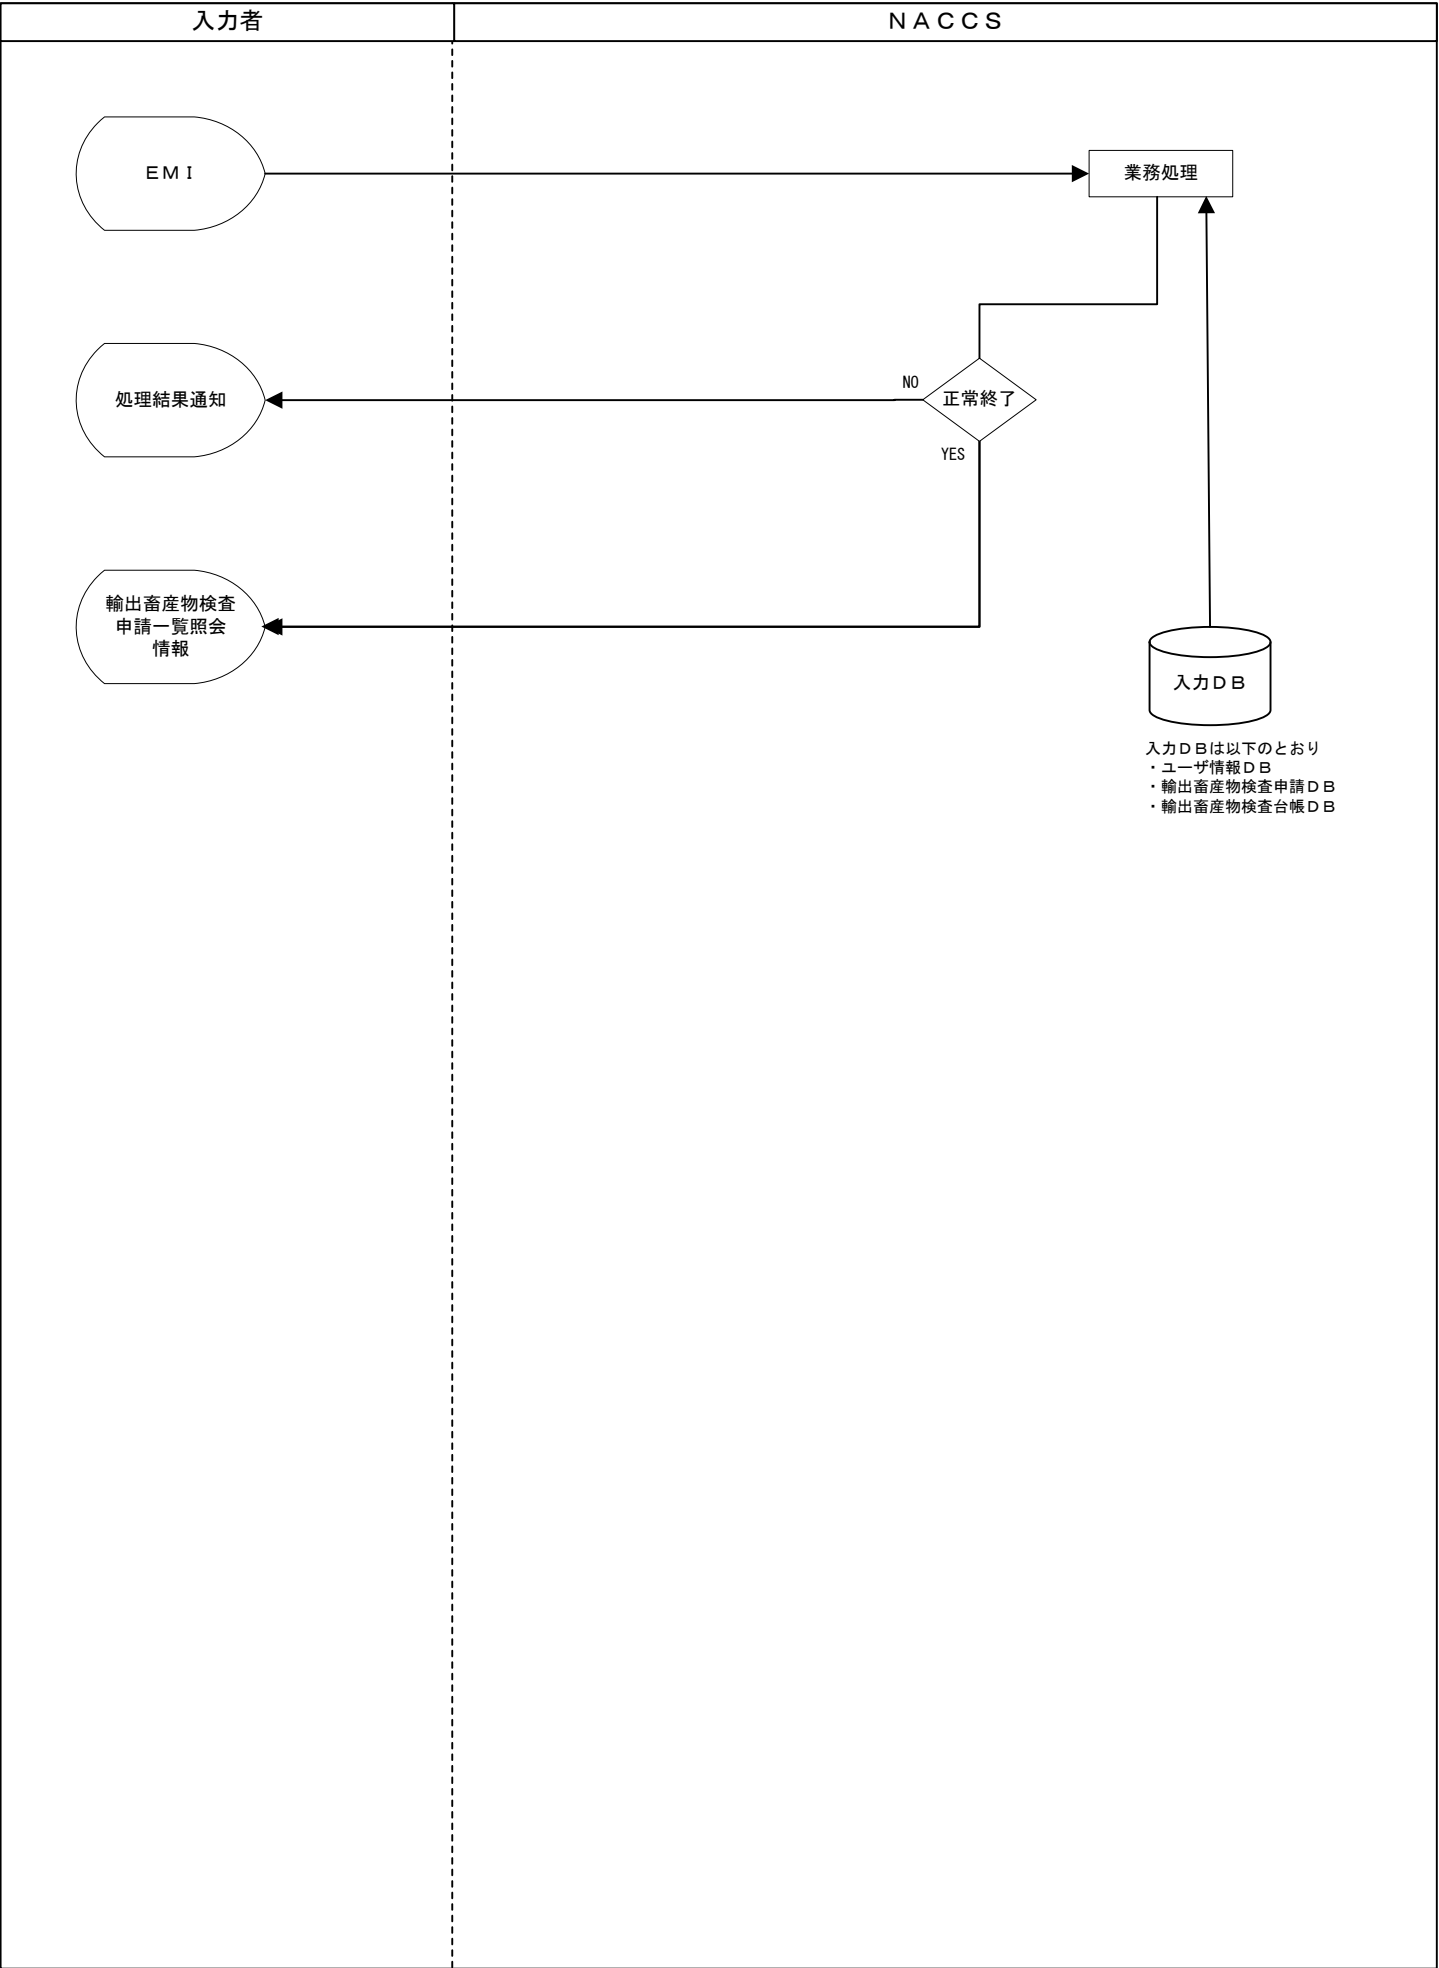 入力者
ＮＡＣＣＳ
ＥＭＩ
業務処理
処理結果通知
NO
正常終了
YES
輸出畜産物検査
申請一覧照会
情報
入力ＤＢ
入力ＤＢは以下のとおり
・ユーザ情報ＤＢ
・輸出畜産物検査申請ＤＢ
・輸出畜産物検査台帳ＤＢ